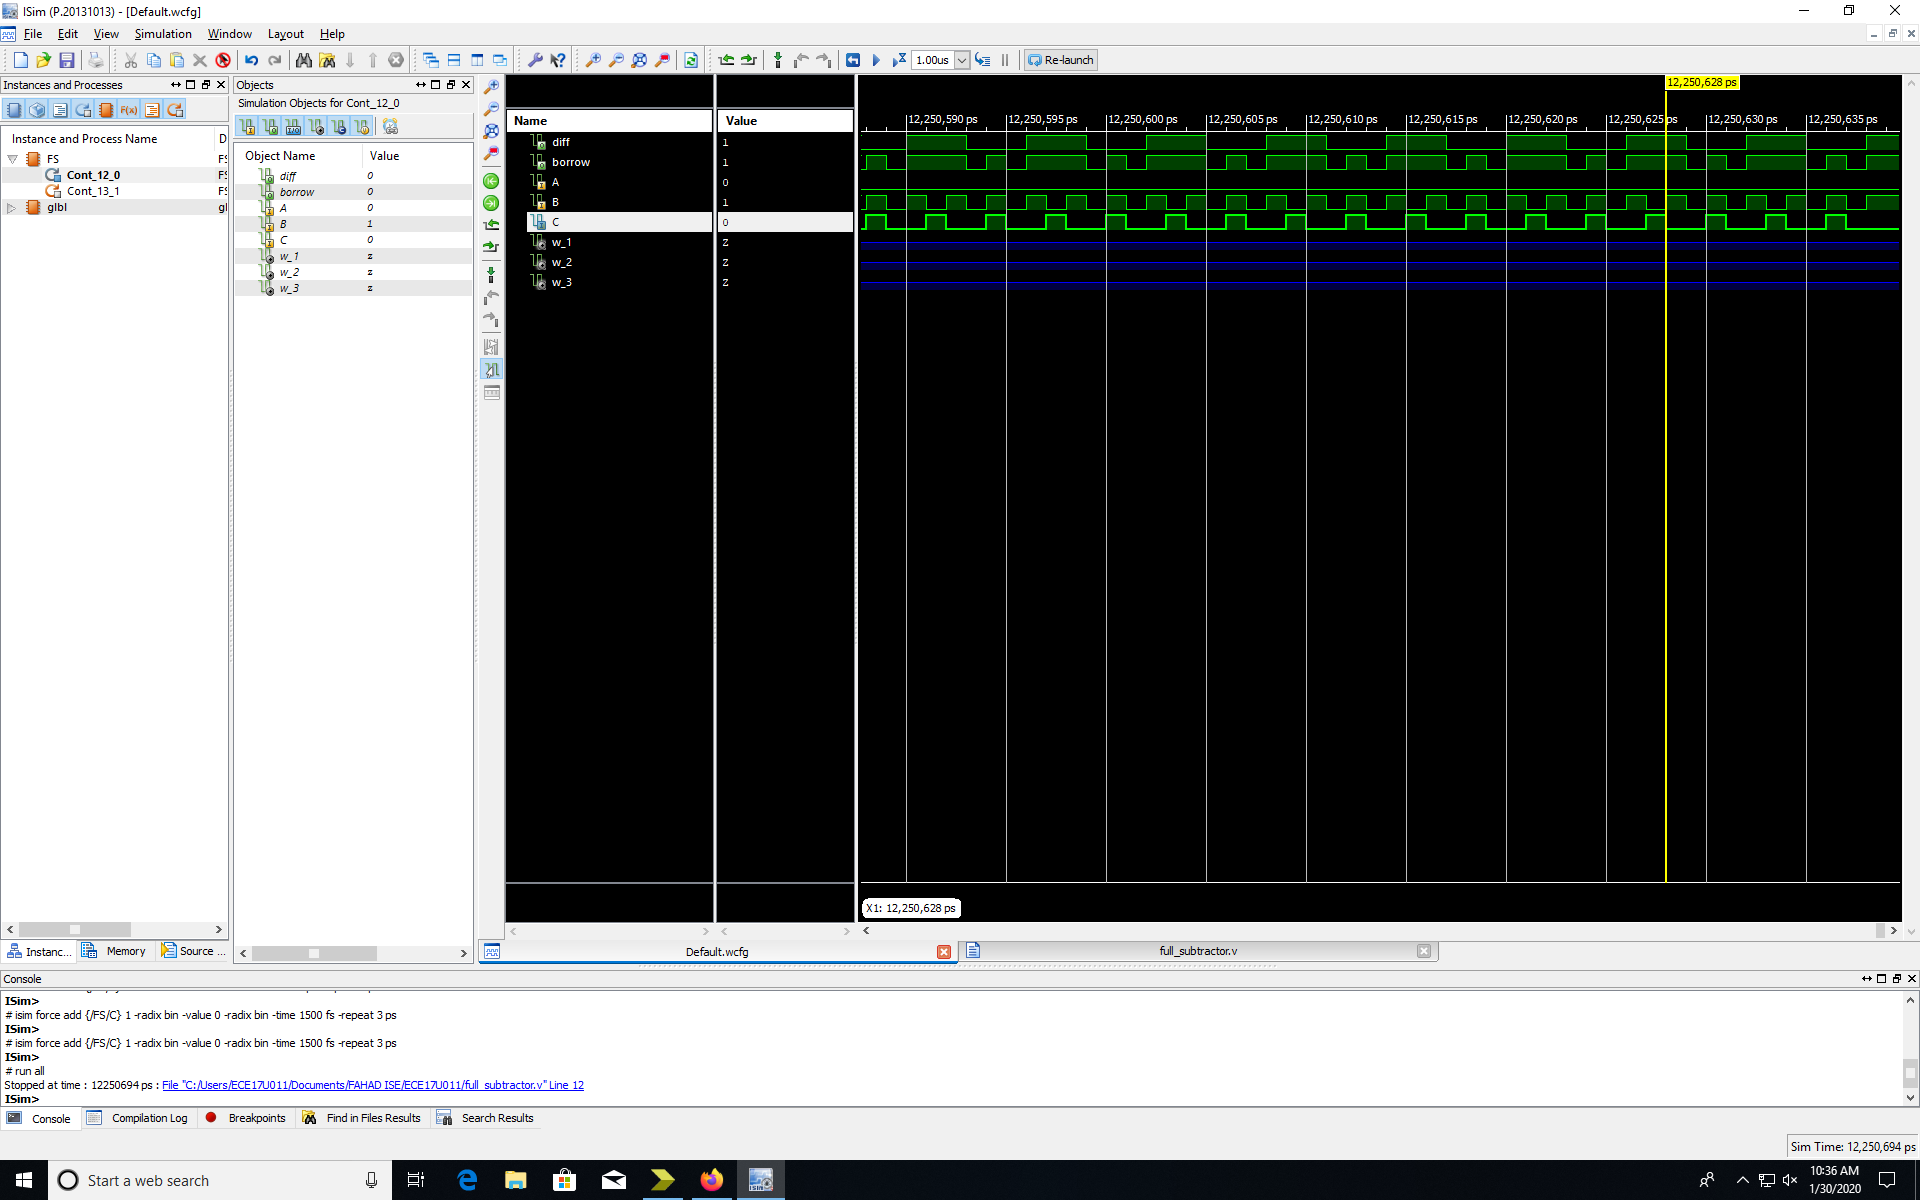 ISim (P.20131013) - [Default.wcfg]
File Edit View Simulation Window Layout Help
1.00us Re-launch
Instances and Processes
Instance and Process Name D
FS FS
Cont_12_0 FS
Cont_13_1 FS
glbl gl
Instanc... Memory Source ...
Objects
Simulation Objects for Cont_12_0
Object Name Value
diff 0
borrow 0
A 0
B 1
C 0
w_1 z
w_2 z
w_3 z
Name Value
diff 1
borrow 1
A 0
B 1
C 0
w_1 z
w_2 z
w_3 z
12,250,628 ps
12,250,590 ps 12,250,595 ps 12,250,600 ps 12,250,605 ps 12,250,610 ps 12,250,615 ps 12,250,620 ps 12,250,625 ps 12,250,630 ps 12,250,635 ps
X1: 12,250,628 ps
Default.wcfg full_subtractor.v
Console
ISim>
# isim force add {/FS/C} 1 -radix bin -value 0 -radix bin -time 1500 fs -repeat 3 ps
ISim>
# isim force add {/FS/C} 1 -radix bin -value 0 -radix bin -time 1500 fs -repeat 3 ps
ISim>
# run all
Stopped at time : 12250694 ps : File "C:/Users/ECE17U011/Documents/FAHAD ISE/ECE17U011/full_subtractor.v" Line 12
ISim>
Console Compilation Log Breakpoints Find in Files Results Search Results
Sim Time: 12,250,694 ps
Start a web search
10:36 AM
1/30/2020